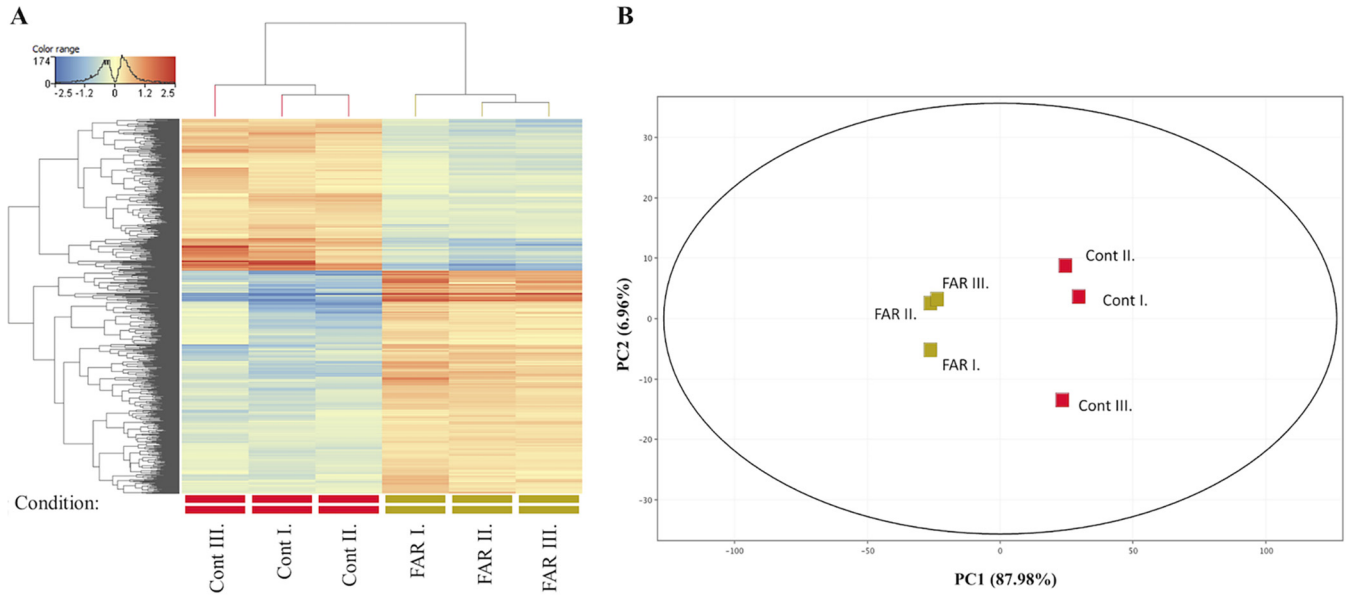 A
Color range
174
0
-2.5 -1.2 0 1.2 2.5
Condition:
Cont III.
Cont I.
Cont II.
FAR I.
FAR II.
FAR III.
B
PC2 (6.96%)
30
20
10
0
-10
-20
-30
Cont II.
Cont I.
FAR III.
FAR II.
FAR I.
Cont III.
-100 -50 0 50 100
PC1 (87.98%)